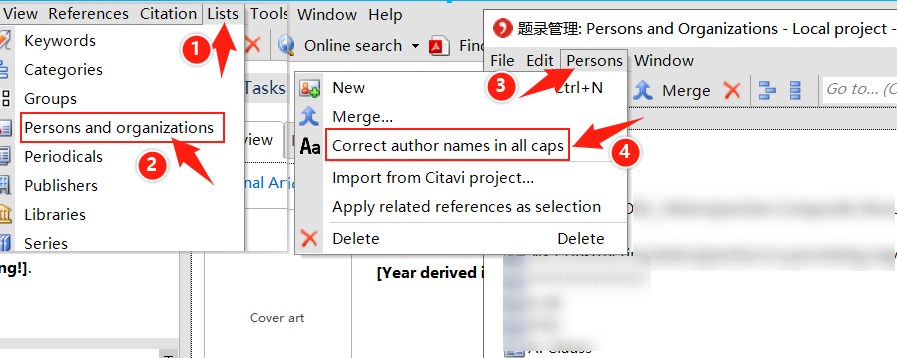 View References Citation Lists Tools Window Help
1
Keywords
Categories
Groups
Persons and organizations
2
Periodicals
Publishers
Libraries
Series
Online search
Find
Tasks
New Ctrl+N
Merge...
Aa Correct author names in all caps
4
Import from Citavi project...
Apply related references as selection
Delete Delete
题录管理: Persons and Organizations - Local project -
File Edit Persons Window
3
Merge
Go to... (C
view
nal Arti
ng!].
[Year derived i
Cover art